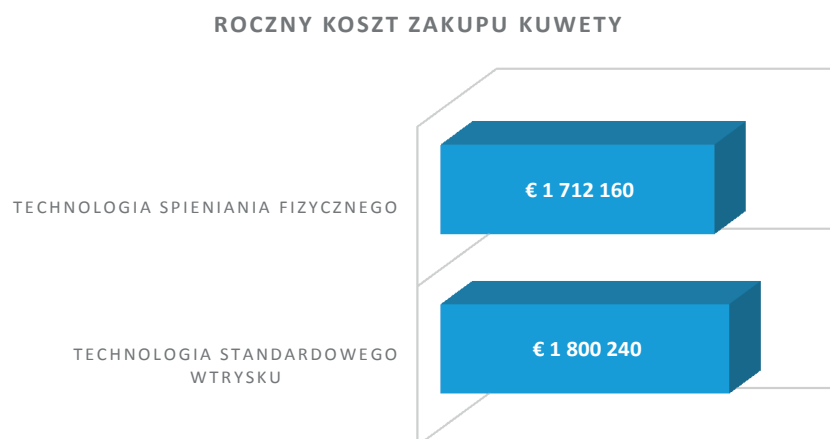 ROCZNY KOSZT ZAKUPU KUWETY
TECHNOLOGIA SPIENIANIA FIZYCZNEGO
€ 1 712 160
TECHNOLOGIA STANDARDOWEGO
WTRYSKU
€ 1 800 240